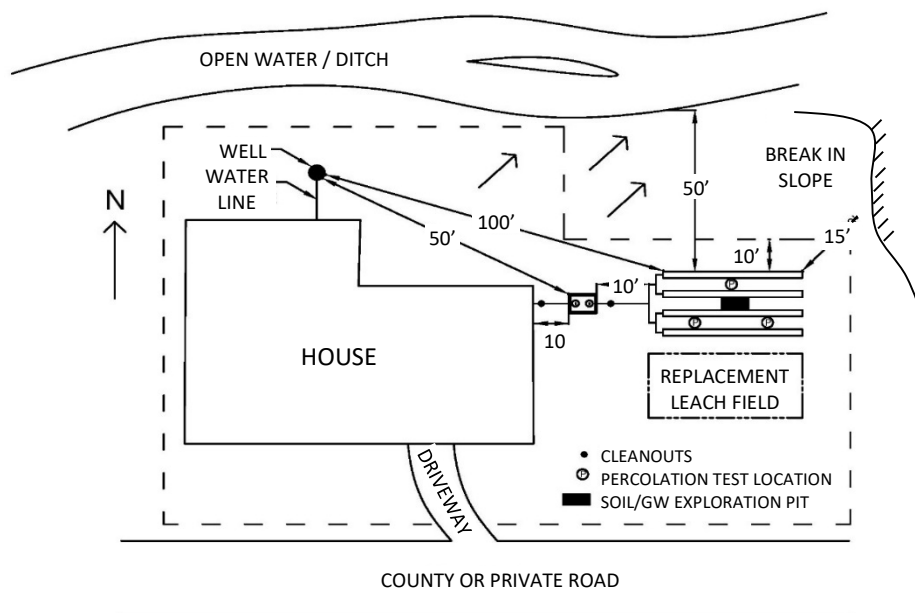 OPEN WATER / DITCH
WELL
WATER
LINE
N
BREAK IN
SLOPE
50'
100'
50'
15'
10'
10'
10
HOUSE
REPLACEMENT
LEACH FIELD
DRIVEWAY
CLEANOUTS
P PERCOLATION TEST LOCATION
SOIL/GW EXPLORATION PIT
P
P
P
COUNTY OR PRIVATE ROAD